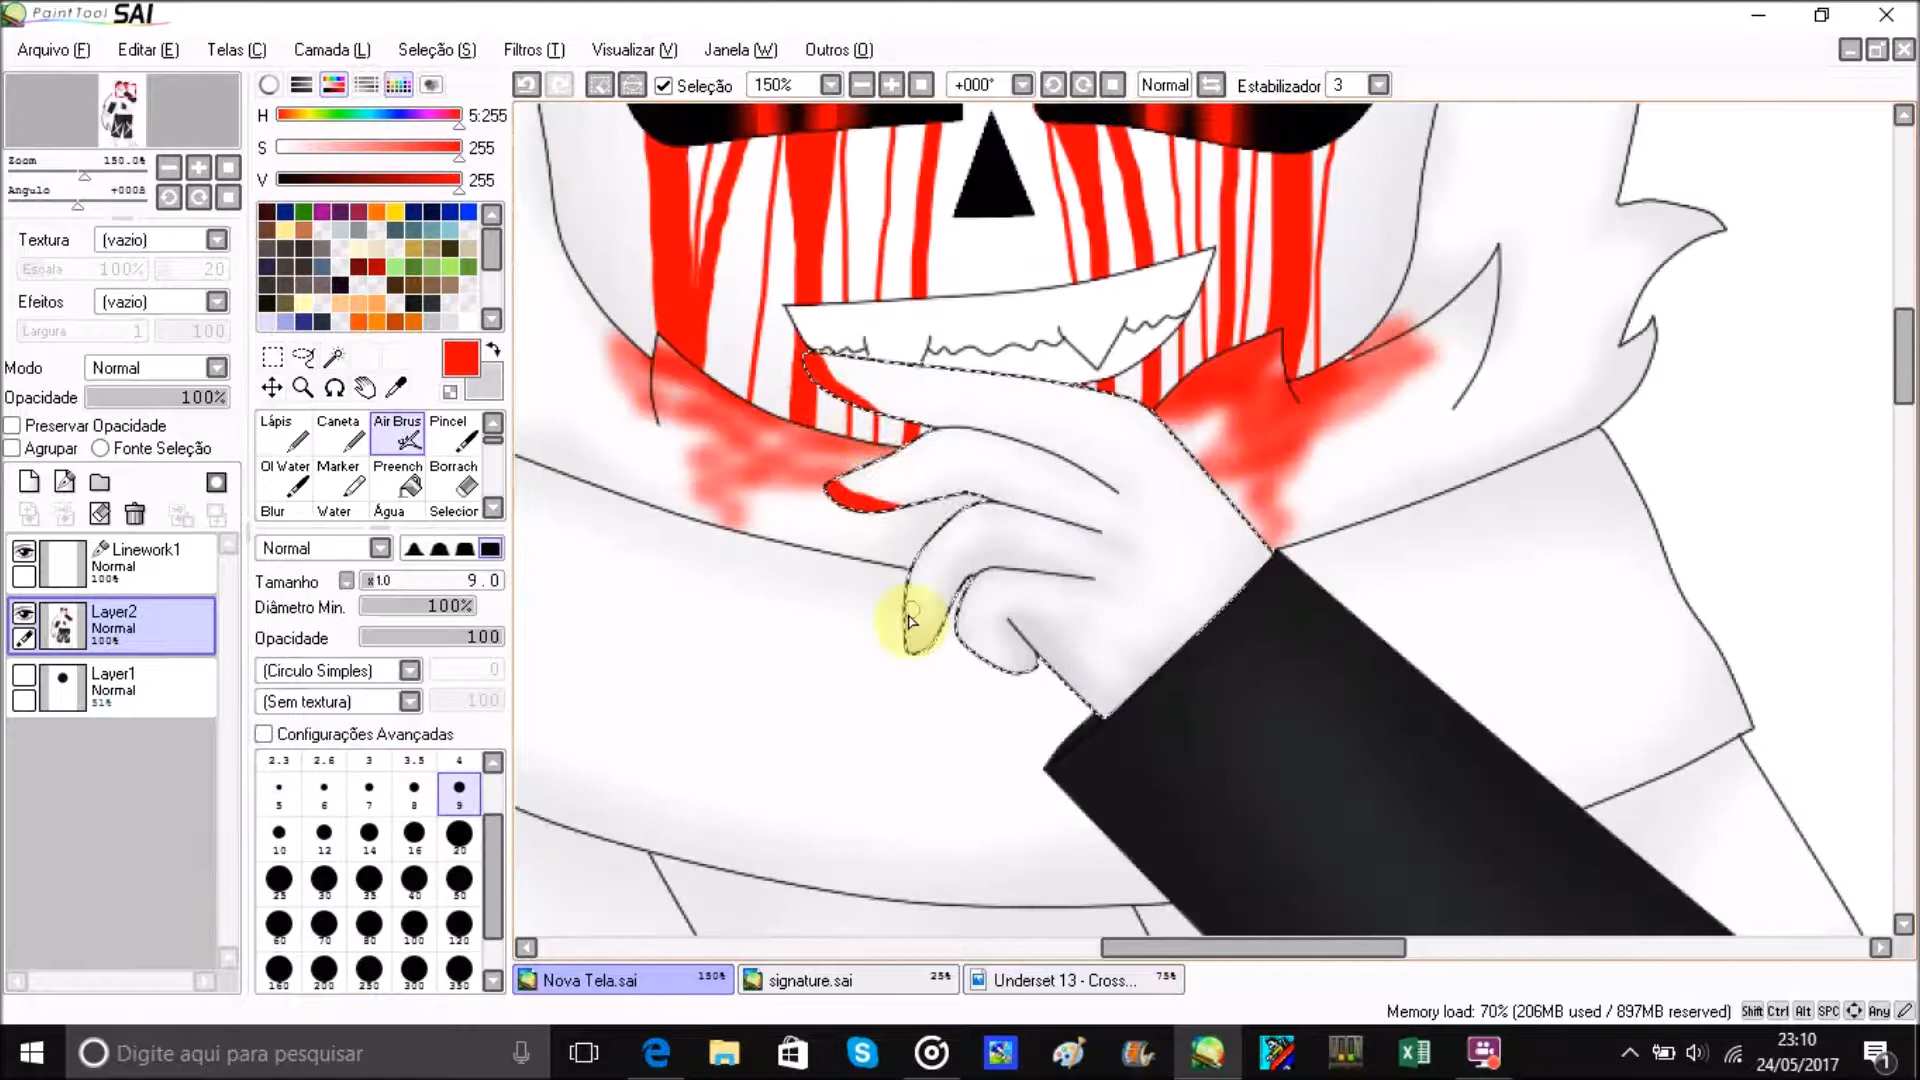 PaintTool SAI
Arquivo (F) Editar (E) Telas (C) Camada (L) Seleção (S) Filtros (T) Visualizar (V) Janela (W) Outros (O)
Seleção 150% +000° Normal Estabilizador 3
H 5:255
S 255
V 255
Zoom 150.0%
Angulo +000°
Textura (vazio)
Escala 100% 20
Efeitos (vazio)
Largura 1 100
Modo Normal
Opacidade 100%
Preservar Opacidade
Agrupar Fonte Seleção
Lápis Caneta Air Brus Pincel
Ol Water Marker Preench Borrach
Blur Water Água Selecior
Linework1
100%
Layer2
Normal
100%
Layer1
Normal
51%
Normal
Tamanho x1.0 9.0
Diâmetro Min. 100%
Opacidade 100
(Circulo Simples) 0
(Sem textura) 100
Configurações Avançadas
2.3 2.6 3 3.5 4
5 6 7 8 9
10 12 14 16 20
25 30 35 40 50
60 70 80 100 120
160 200 250 300 350
Nova Tela.sai 150% signature.sai 25% Underset 13 - Cross... 75%
Memory load: 70% (206MB used / 897MB reserved) Shift Ctrl Alt SPC Any
Digite aqui para pesquisar
23:10
24/05/2017
1